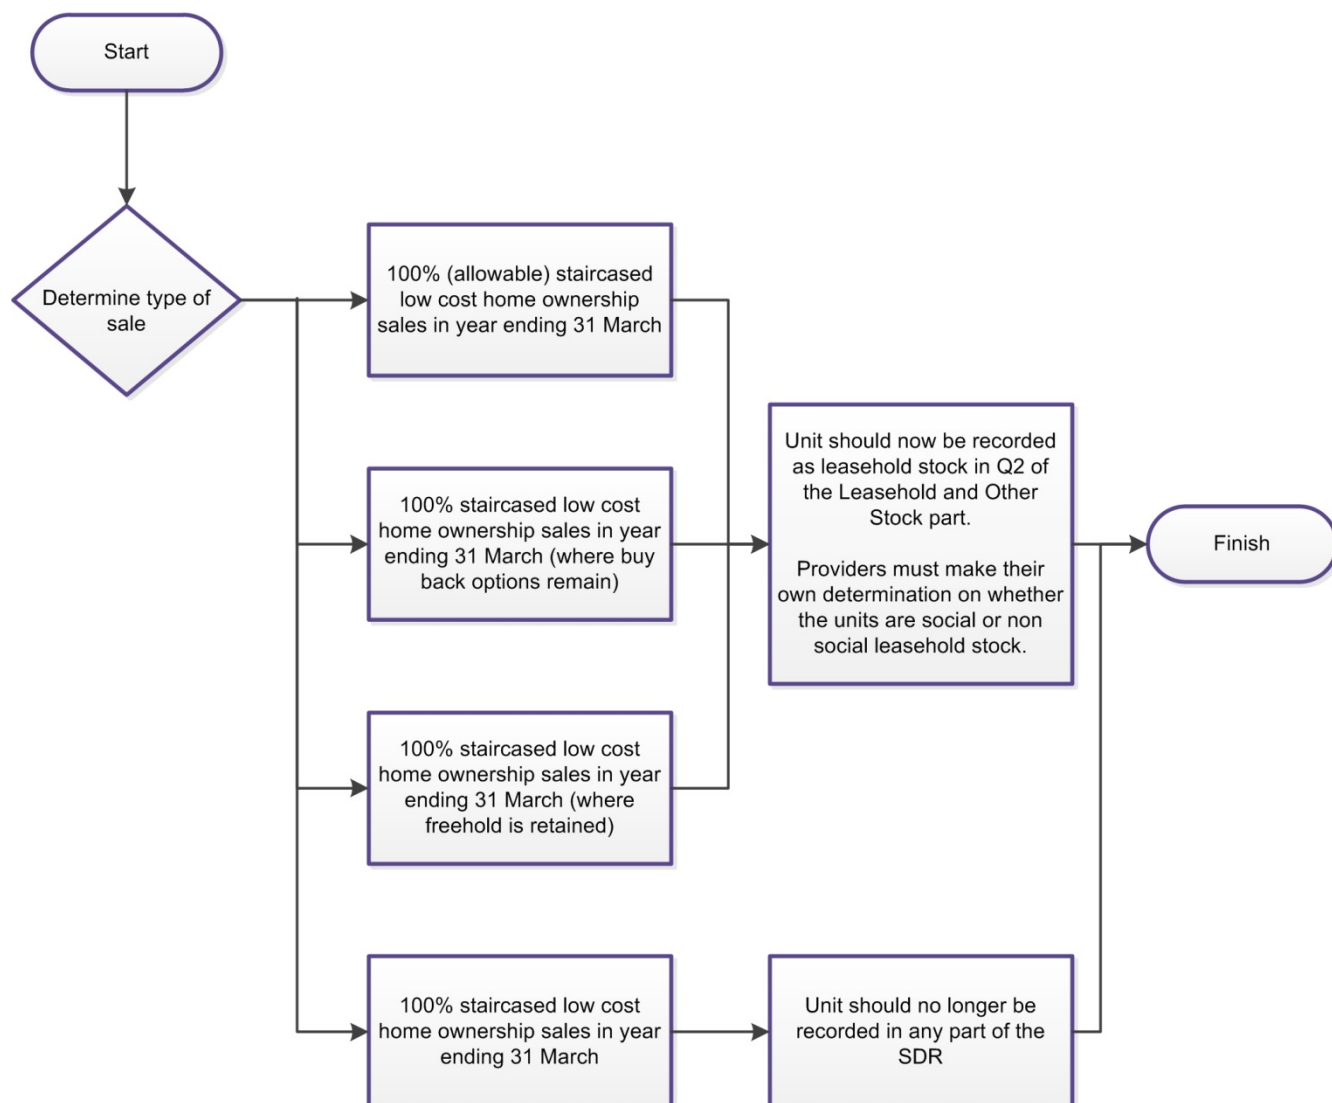 Start
Determine type of
sale
100% (allowable) staircased
low cost home ownership
sales in year ending 31 March
100% staircased low cost
home ownership sales in year
ending 31 March (where buy
back options remain)
100% staircased low cost
home ownership sales in year
ending 31 March (where
freehold is retained)
100% staircased low cost
home ownership sales in year
ending 31 March
Unit should now be recorded
as leasehold stock in Q2 of
the Leasehold and Other
Stock part.
Providers must make their
own determination on whether
the units are social or non
social leasehold stock.
Unit should no longer be
recorded in any part of the
SDR
Finish